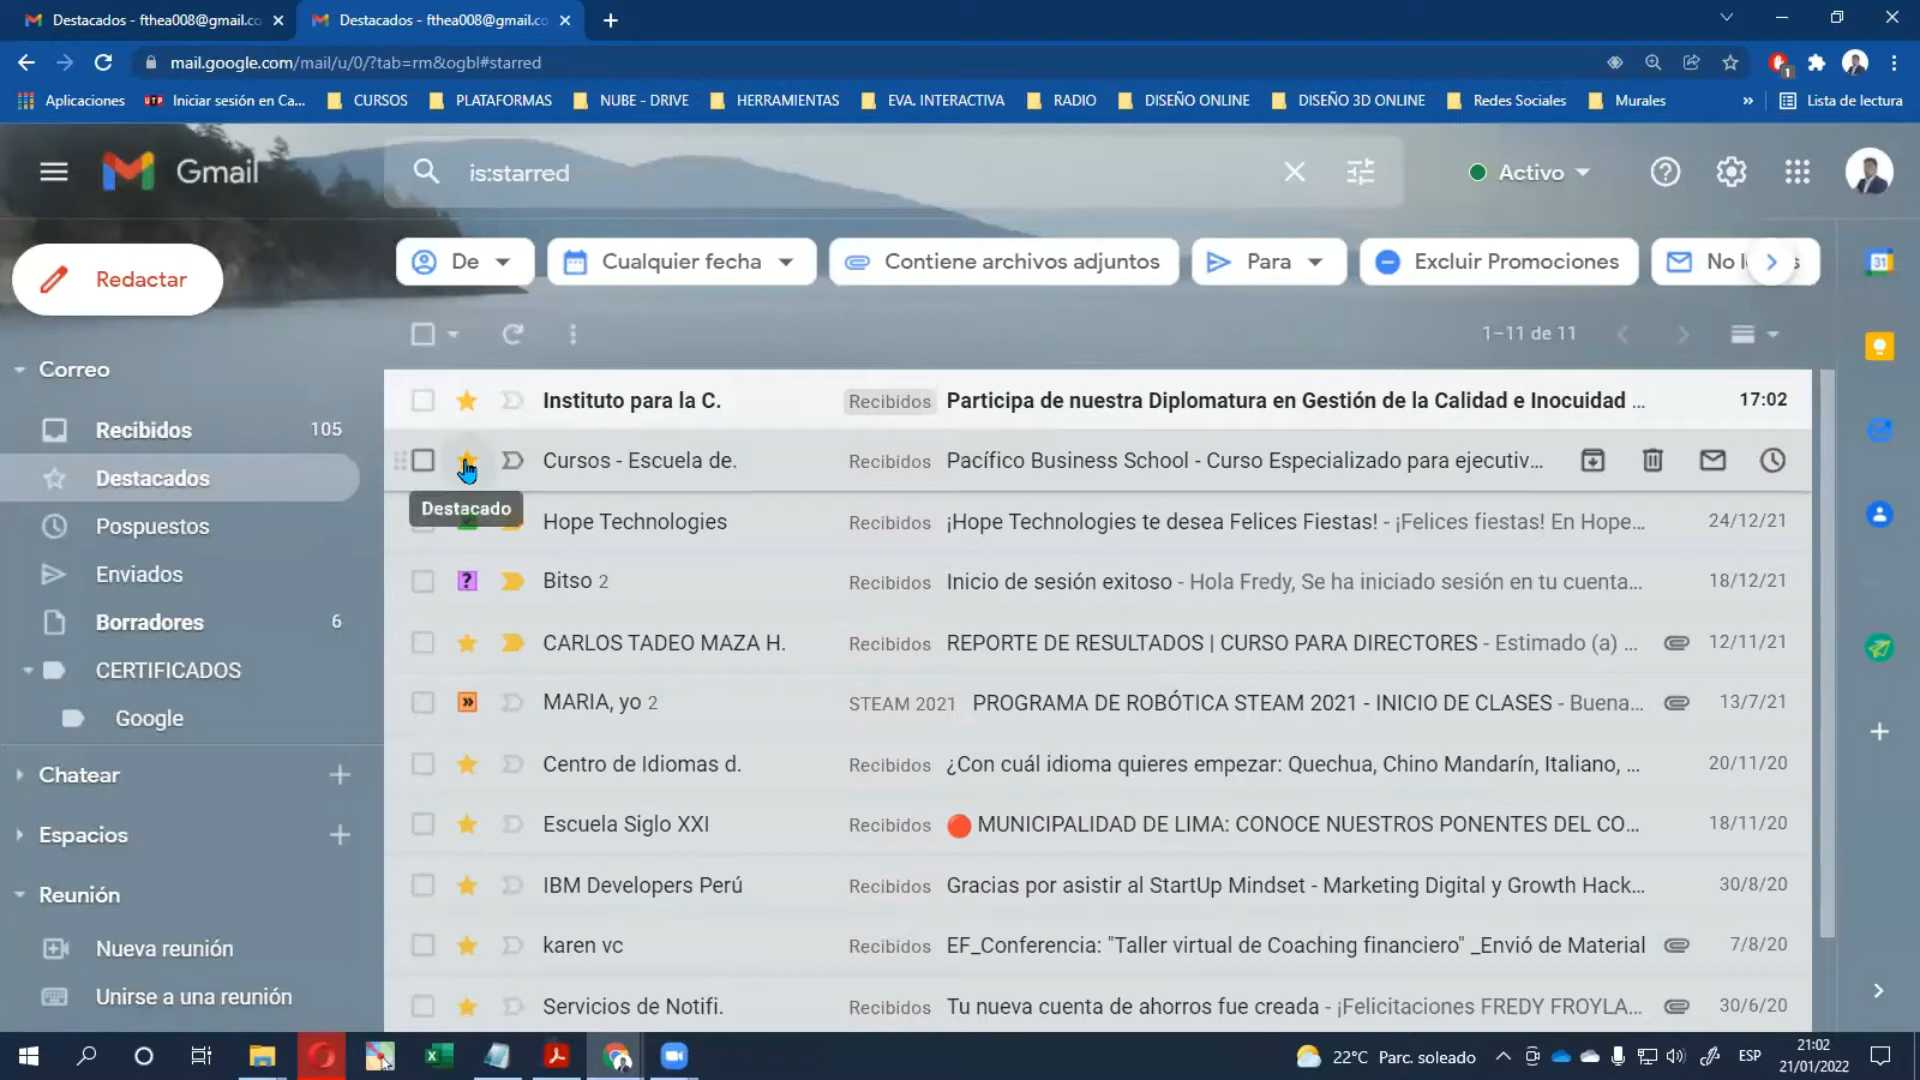 Destacados - fthea008@gmail.co
Destacados - fthea008@gmail.co
mail.google.com/mail/u/0/?tab=rm&ogbl#starred
1
Aplicaciones
Iniciar sesión en Ca...
CURSOS
PLATAFORMAS
NUBE - DRIVE
HERRAMIENTAS
EVA. INTERACTIVA
RADIO
DISEÑO ONLINE
DISEÑO 3D ONLINE
Redes Sociales
Murales
»
Lista de lectura
Gmail
is:starred
Activo
Redactar
De
Cualquier fecha
Contiene archivos adjuntos
Para
Excluir Promociones
1–11 de 11
Correo
Recibidos 105
Destacados
Pospuestos
Enviados
Borradores 6
CERTIFICADOS
Google
Chatear
Espacios
Reunión
Nueva reunión
Unirse a una reunión
Instituto para la C. Recibidos Participa de nuestra Diplomatura en Gestión de la Calidad e Inocuidad ... 17:02
Cursos - Escuela de. Recibidos Pacífico Business School - Curso Especializado para ejecutiv...
Destacado
Hope Technologies Recibidos ¡Hope Technologies te desea Felices Fiestas! - ¡Felices fiestas! En Hope... 24/12/21
Bitso 2 Recibidos Inicio de sesión exitoso - Hola Fredy, Se ha iniciado sesión en tu cuenta... 18/12/21
CARLOS TADEO MAZA H. Recibidos REPORTE DE RESULTADOS | CURSO PARA DIRECTORES - Estimado (a) ... 12/11/21
MARIA, yo 2 STEAM 2021 PROGRAMA DE ROBÓTICA STEAM 2021 - INICIO DE CLASES - Buena... 13/7/21
Centro de Idiomas d. Recibidos ¿Con cuál idioma quieres empezar: Quechua, Chino Mandarín, Italiano, ... 20/11/20
Escuela Siglo XXI Recibidos MUNICIPALIDAD DE LIMA: CONOCE NUESTROS PONENTES DEL CO... 18/11/20
IBM Developers Perú Recibidos Gracias por asistir al StartUp Mindset - Marketing Digital y Growth Hack... 30/8/20
karen vc Recibidos EF_Conferencia: "Taller virtual de Coaching financiero" _Envió de Material 7/8/20
Servicios de Notifi. Recibidos Tu nueva cuenta de ahorros fue creada - ¡Felicitaciones FREDY FROYLA... 30/6/20
31
22°C Parc. soleado
ESP
21:02
21/01/2022